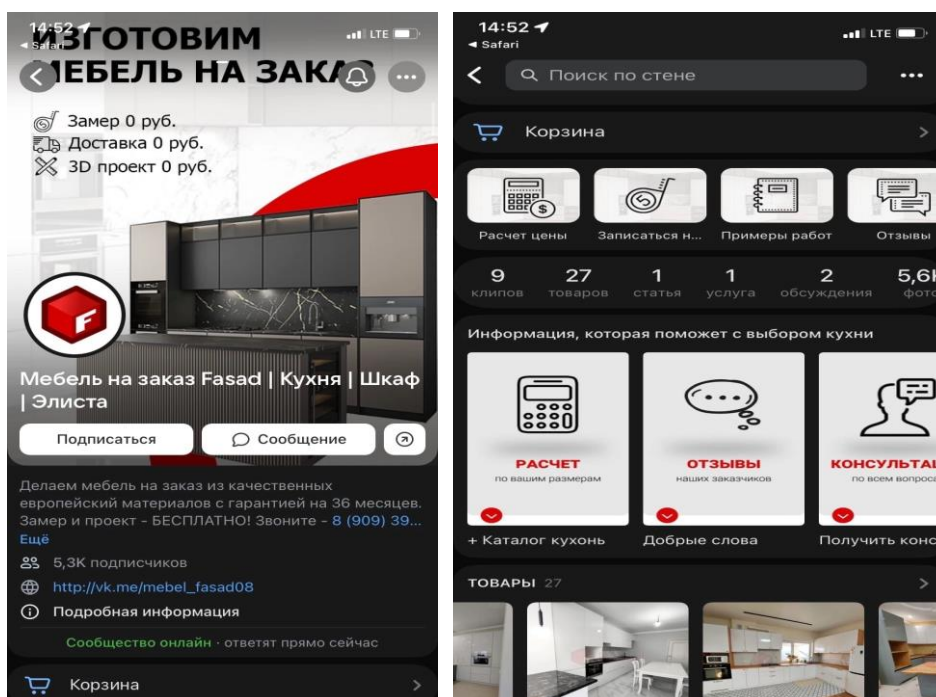 14:52
Safari
LTE
ИЗГОТОВИМ
МЕБЕЛЬ НА ЗАКАЗ
Замер 0 руб.
Доставка 0 руб.
3D проект 0 руб.
F
Мебель на заказ Fasad | Кухня | Шкаф
| Элиста
Подписаться
Сообщение
Делаем мебель на заказ из качественных
европейский материалов с гарантией на 36 месяцев.
Замер и проект - БЕСПЛАТНО! Звоните - 8 (909) 39...
Ещё
5,3K подписчиков
http://vk.me/mebel_fasad08
Подробная информация
Сообщество онлайн · ответят прямо сейчас
Корзина
14:52
Safari
LTE
Поиск по стене
Корзина
Расчет цены
Записаться н...
Примеры работ
Отзывы
9 27 1 1 2 5,6K
клипов товаров статья услуга обсуждения фото
Информация, которая поможет с выбором кухни
РАСЧЕТ
по вашим размерам
ОТЗЫВЫ
наших заказчиков
КОНСУЛЬТАЦ
по всем вопроса
+ Каталог кухонь
Добрые слова
Получить конс
ТОВАРЫ 27